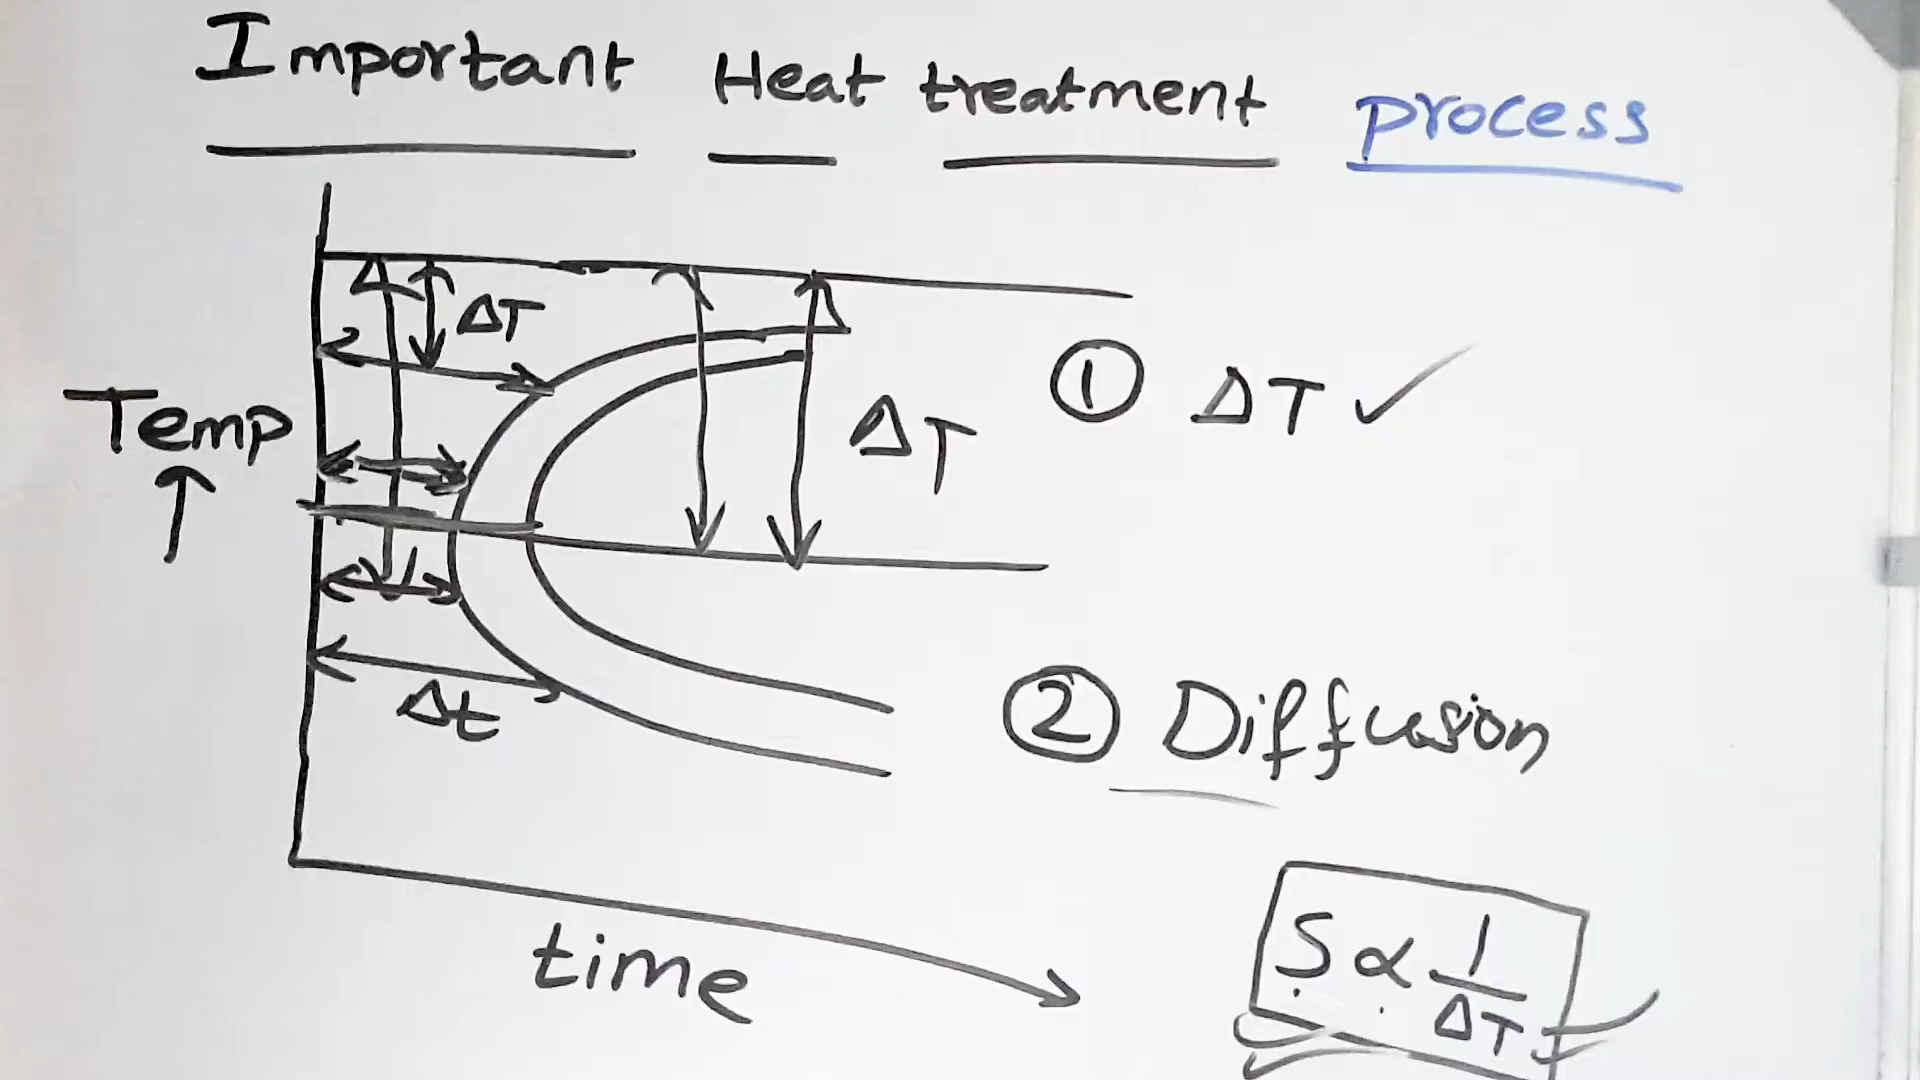 Important Heat treatment process
ΔT
Temp
↑
ΔT
① ΔT ✓
Δt
② Diffusion
time
S ∝ 1/ΔT